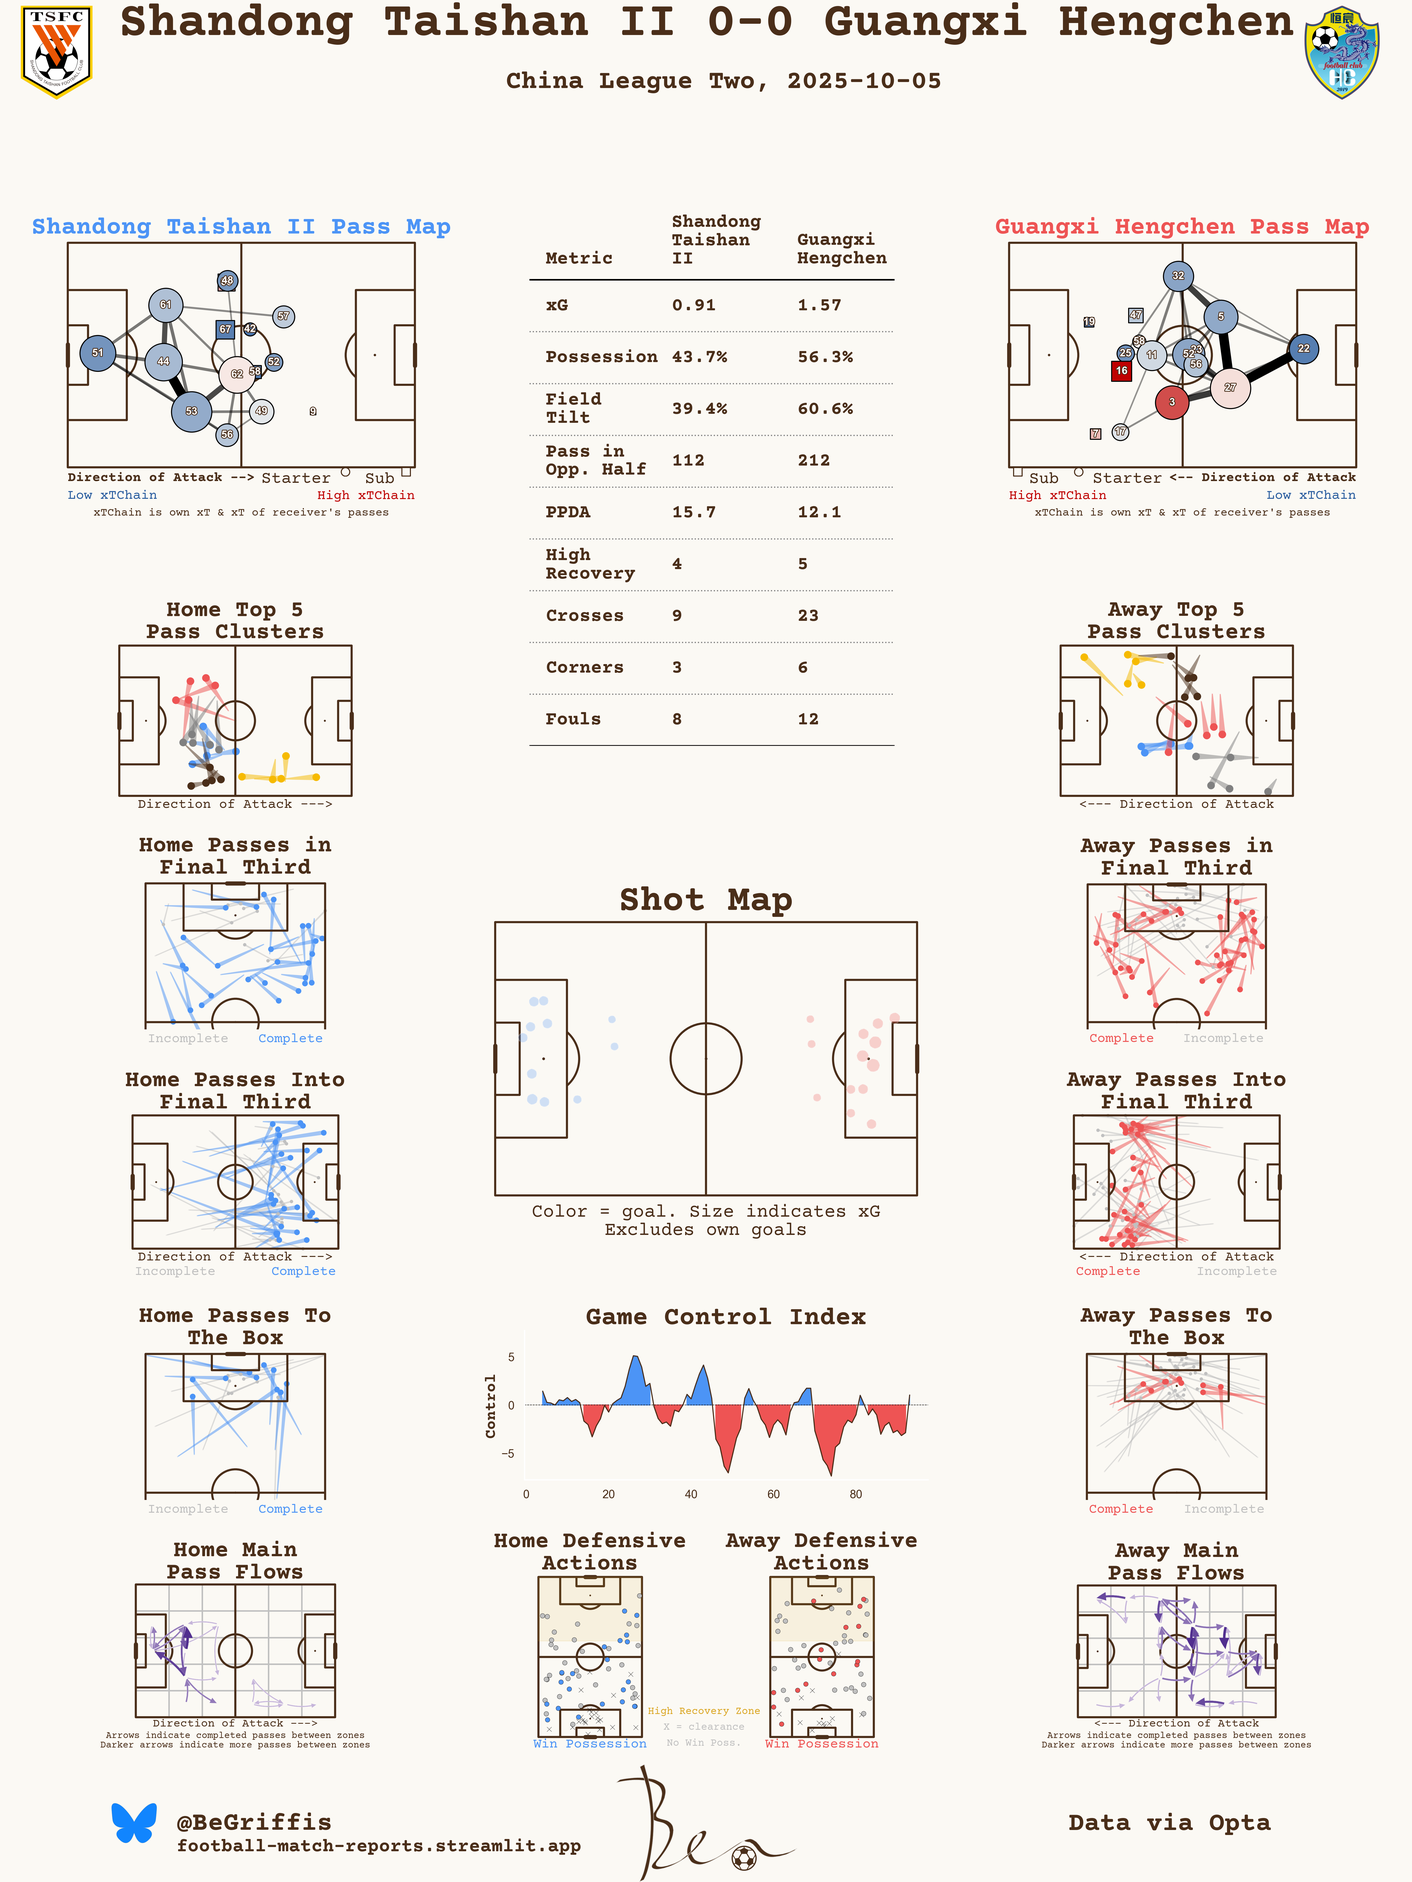 Shandong Taishan II 0-0 Guangxi Hengchen
China League Two, 2025-10-05
TSFC
恒宸
football club
HC
2019
Shandong Taishan II Pass Map
48
61
57
67
42
51
44
52
62
58
53
49
9
56
Direction of Attack --> Starter Sub
Low xTChain High xTChain
xTChain is own xT & xT of receiver's passes
Metric Shandong Taishan II Guangxi Hengchen
xG 0.91 1.57
Possession 43.7% 56.3%
Field Tilt 39.4% 60.6%
Pass in Opp. Half 112 212
PPDA 15.7 12.1
High Recovery 4 5
Crosses 9 23
Corners 3 6
Fouls 8 12
Guangxi Hengchen Pass Map
32
19
47
5
58
25
11
52
23
22
56
16
27
3
7
17
Sub Starter <-- Direction of Attack
High xTChain Low xTChain
xTChain is own xT & xT of receiver's passes
Home Top 5
Pass Clusters
Direction of Attack --->
Away Top 5
Pass Clusters
<--- Direction of Attack
Home Passes in
Final Third
Incomplete Complete
Shot Map
Color = goal. Size indicates xG
Excludes own goals
Away Passes in
Final Third
Complete Incomplete
Home Passes Into
Final Third
Direction of Attack --->
Incomplete Complete
Away Passes Into
Final Third
<--- Direction of Attack
Complete Incomplete
Home Passes To
The Box
Incomplete Complete
Game Control Index
Control
5
0
−5
0 20 40 60 80
Away Passes To
The Box
Complete Incomplete
Home Main
Pass Flows
Direction of Attack --->
Arrows indicate completed passes between zones
Darker arrows indicate more passes between zones
Home Defensive
Actions
Win Possession
High Recovery Zone
X = clearance
No Win Poss.
Away Defensive
Actions
Win Possession
Away Main
Pass Flows
<--- Direction of Attack
Arrows indicate completed passes between zones
Darker arrows indicate more passes between zones
@BeGriffis
football-match-reports.streamlit.app
Ben
Data via Opta